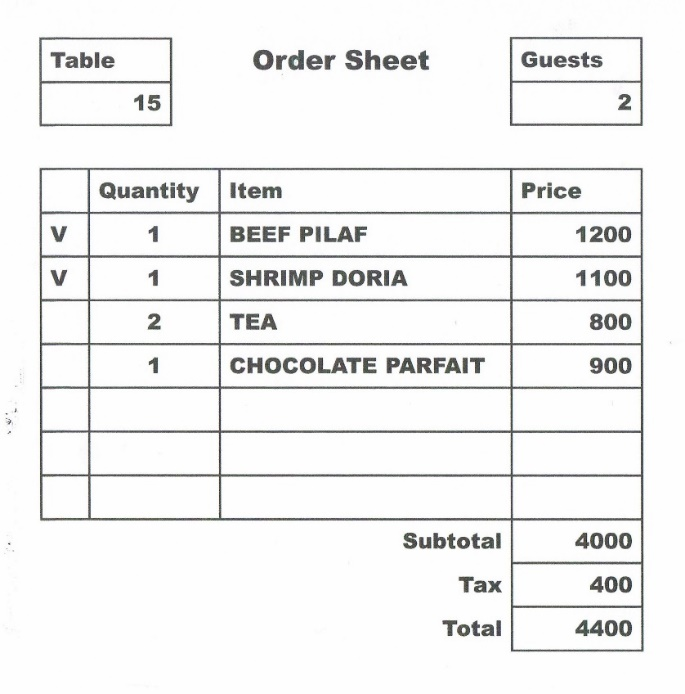 Table Order Sheet Guests
15 2
Quantity Item Price
V 1 BEEF PILAF 1200
V 1 SHRIMP DORIA 1100
2 TEA 800
1 CHOCOLATE PARFAIT 900
Subtotal 4000
Tax 400
Total 4400